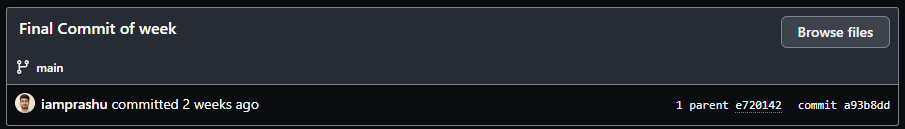 Final Commit of week
Browse files
main
iamprashu committed 2 weeks ago
1 parent e720142 commit a93b8dd